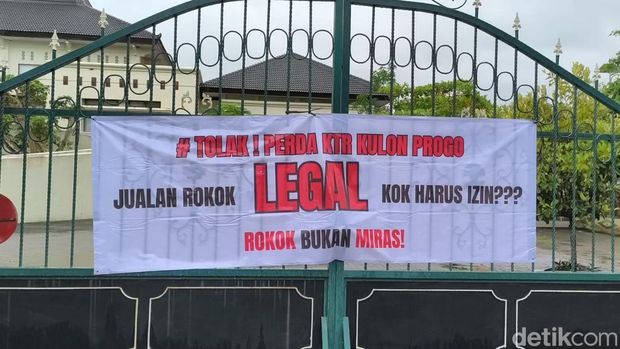 # TOLAK ! PERDA KTR KULON PROGO
JUALAN ROKOK LEGAL KOK HARUS IZIN???
ROKOK BUKAN MIRAS!
detikcom